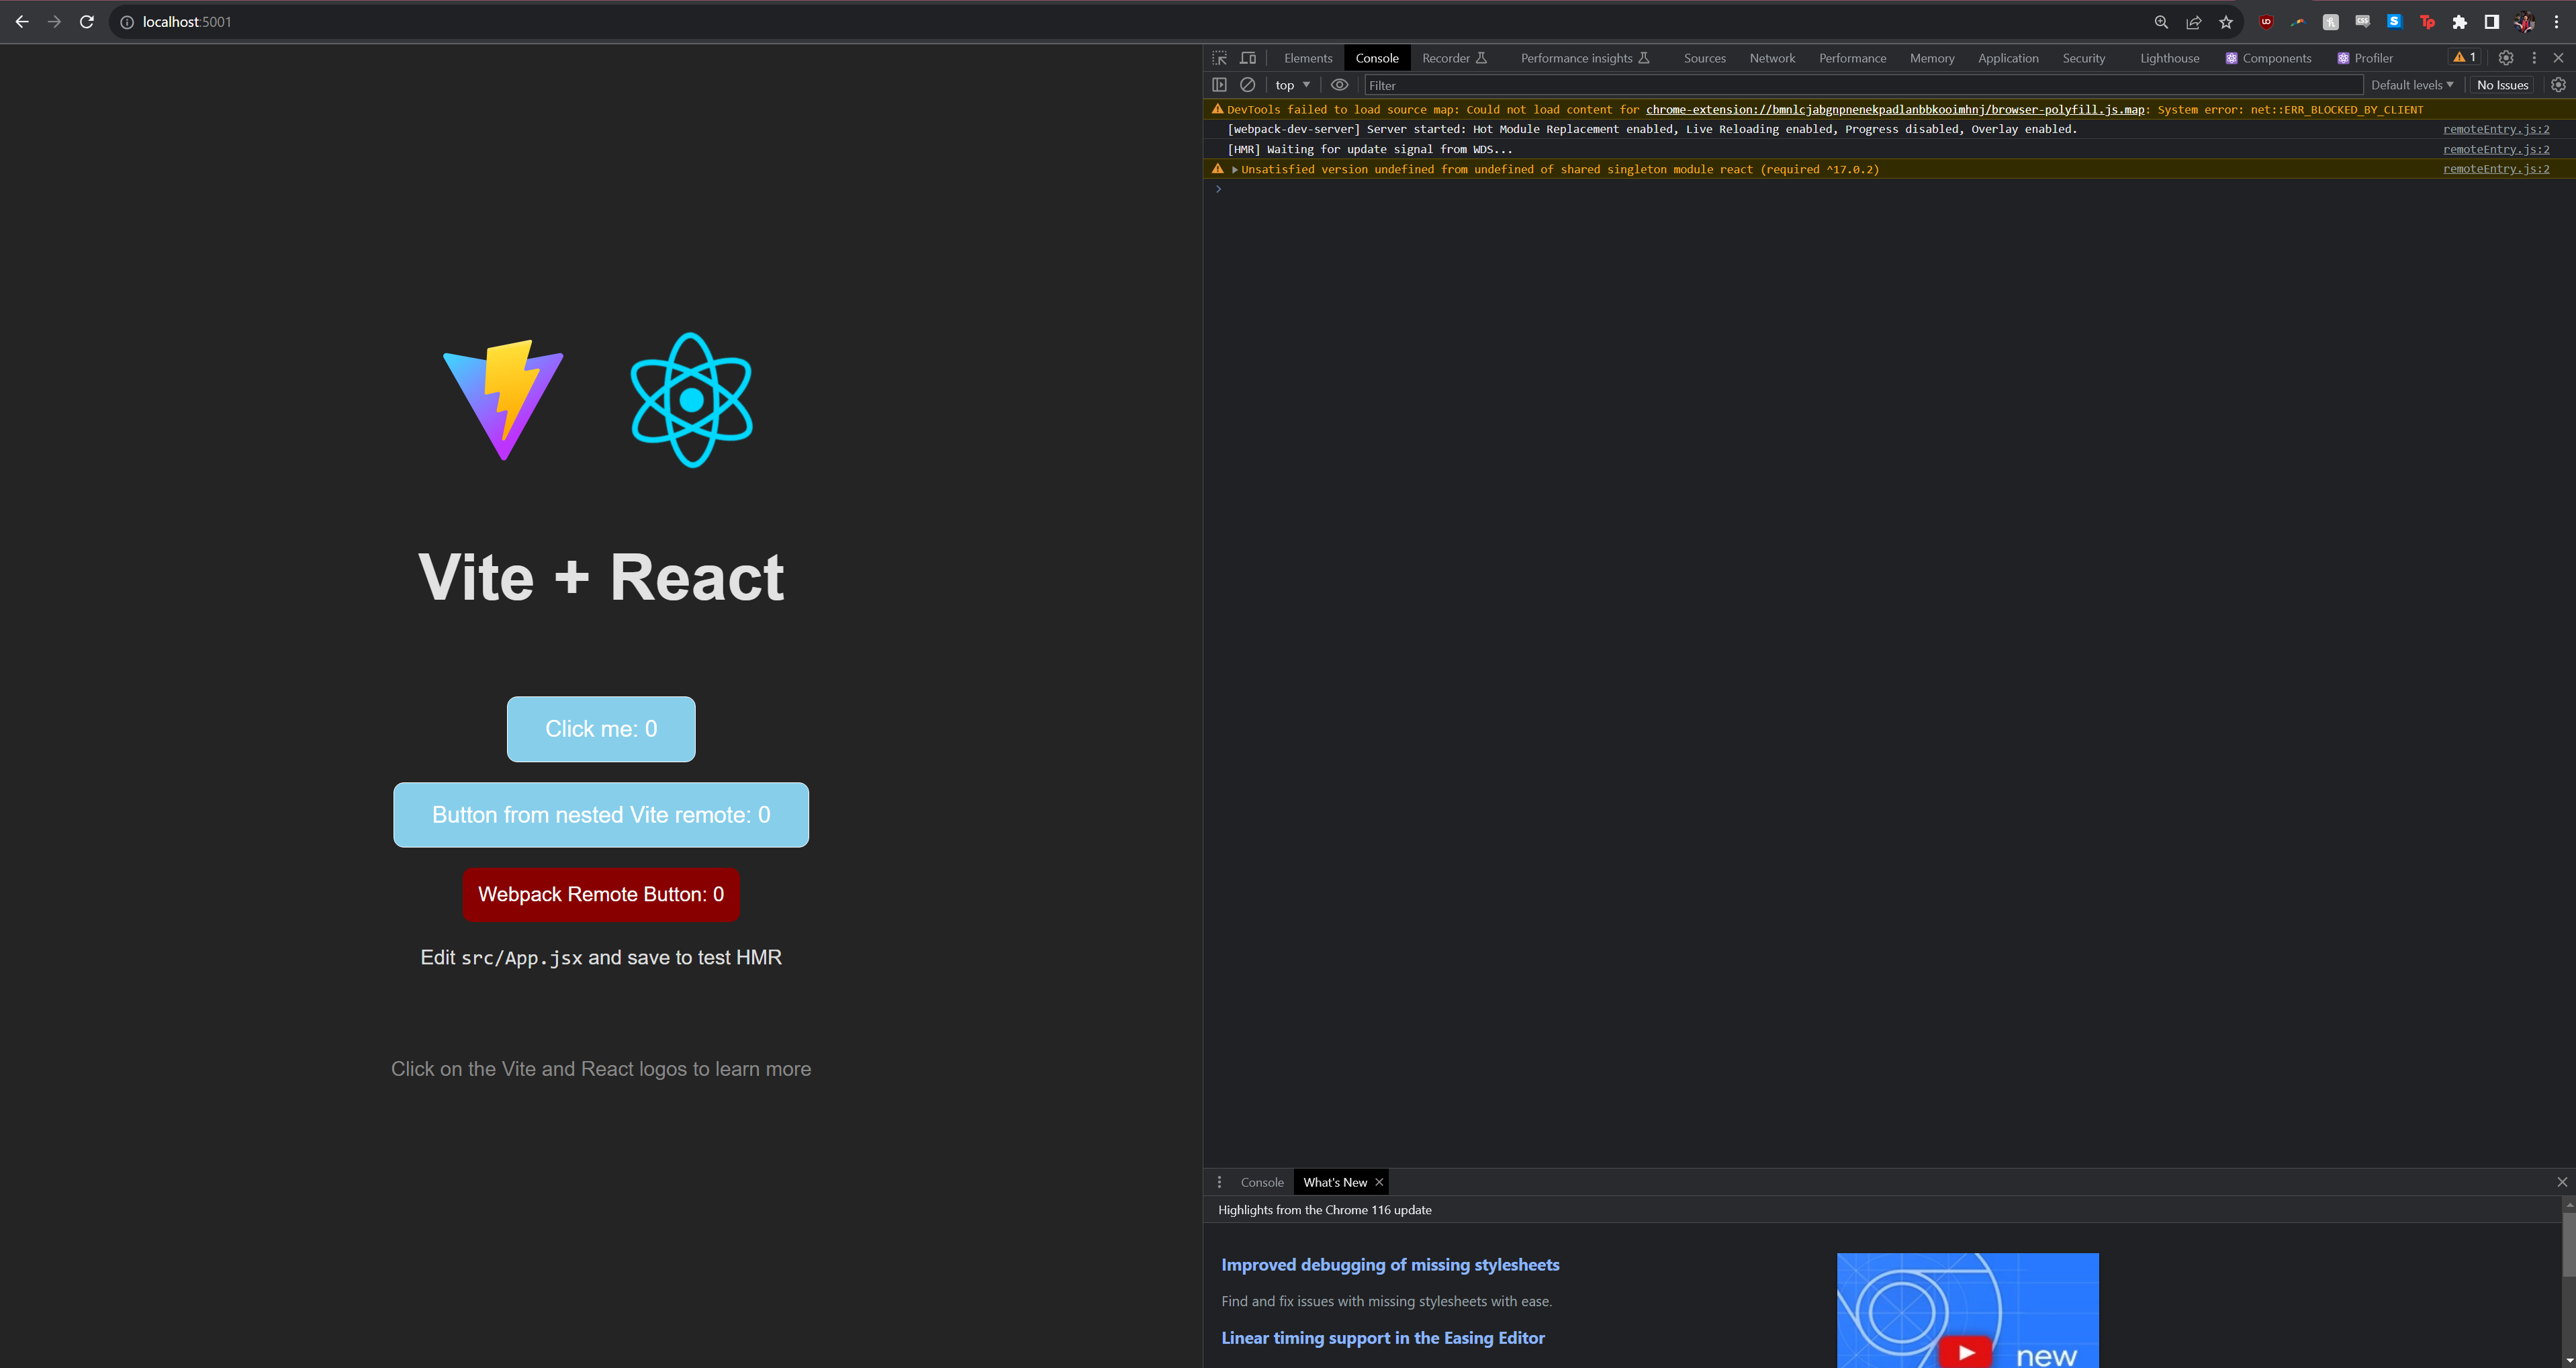 localhost:5001
Elements Console Recorder Performance insights Sources Network Performance Memory Application Security Lighthouse Components Profiler 1
top Filter Default levels No Issues
DevTools failed to load source map: Could not load content for chrome-extension://bmnlcjabgnpnenekpadlanbbkooimhnj/browser-polyfill.js.map: System error: net::ERR_BLOCKED_BY_CLIENT
[webpack-dev-server] Server started: Hot Module Replacement enabled, Live Reloading enabled, Progress disabled, Overlay enabled. remoteEntry.js:2
[HMR] Waiting for update signal from WDS... remoteEntry.js:2
Unsatisfied version undefined from undefined of shared singleton module react (required ^17.0.2) remoteEntry.js:2
Vite + React
Click me: 0
Button from nested Vite remote: 0
Webpack Remote Button: 0
Edit src/App.jsx and save to test HMR
Click on the Vite and React logos to learn more
Console What's New
Highlights from the Chrome 116 update
Improved debugging of missing stylesheets
Find and fix issues with missing stylesheets with ease.
Linear timing support in the Easing Editor
new